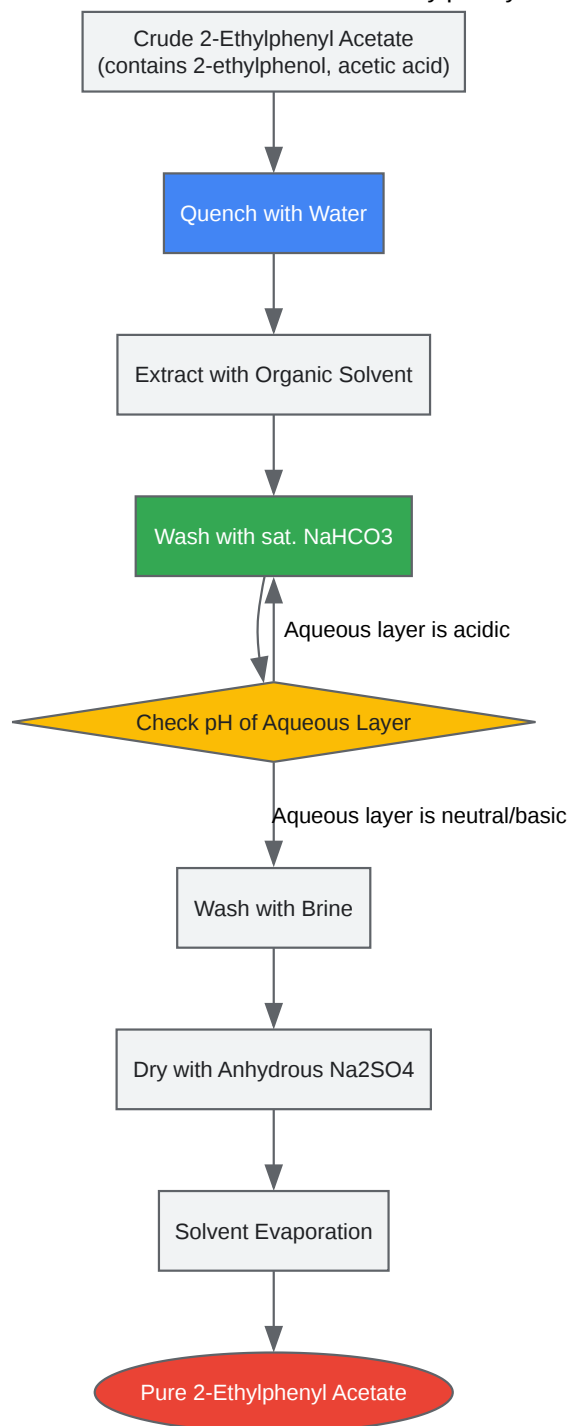 Crude 2-Ethylphenyl Acetate
(contains 2-ethylphenol, acetic acid)
Quench with Water
Extract with Organic Solvent
Wash with sat. NaHCO3
Aqueous layer is acidic
Check pH of Aqueous Layer
Aqueous layer is neutral/basic
Wash with Brine
Dry with Anhydrous Na2SO4
Solvent Evaporation
Pure 2-Ethylphenyl Acetate